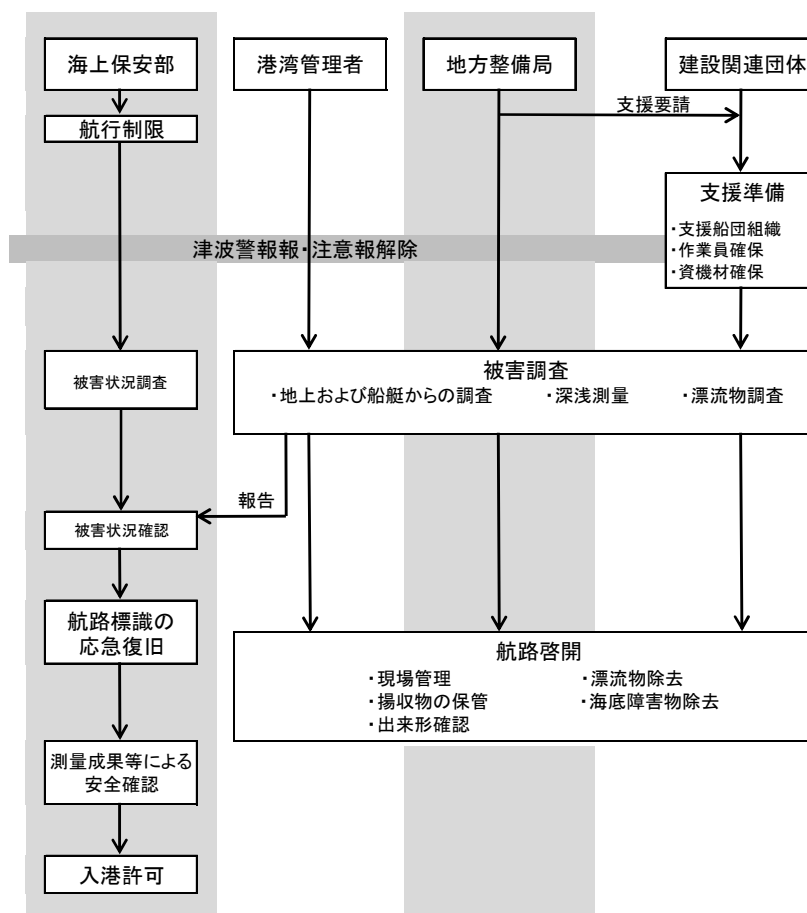 海上保安部
港湾管理者
地方整備局
建設関連団体
支援要請
航行制限
支援準備
・支援船団組織
・作業員確保
・資機材確保
津波警報報・注意報解除
被害状況調査
被害調査
・地上および船艇からの調査 ・深浅測量 ・漂流物調査
報告
被害状況確認
航路標識の
応急復旧
航路啓開
・現場管理 ・漂流物除去
・揚収物の保管 ・海底障害物除去
・出来形確認
測量成果等による
安全確認
入港許可